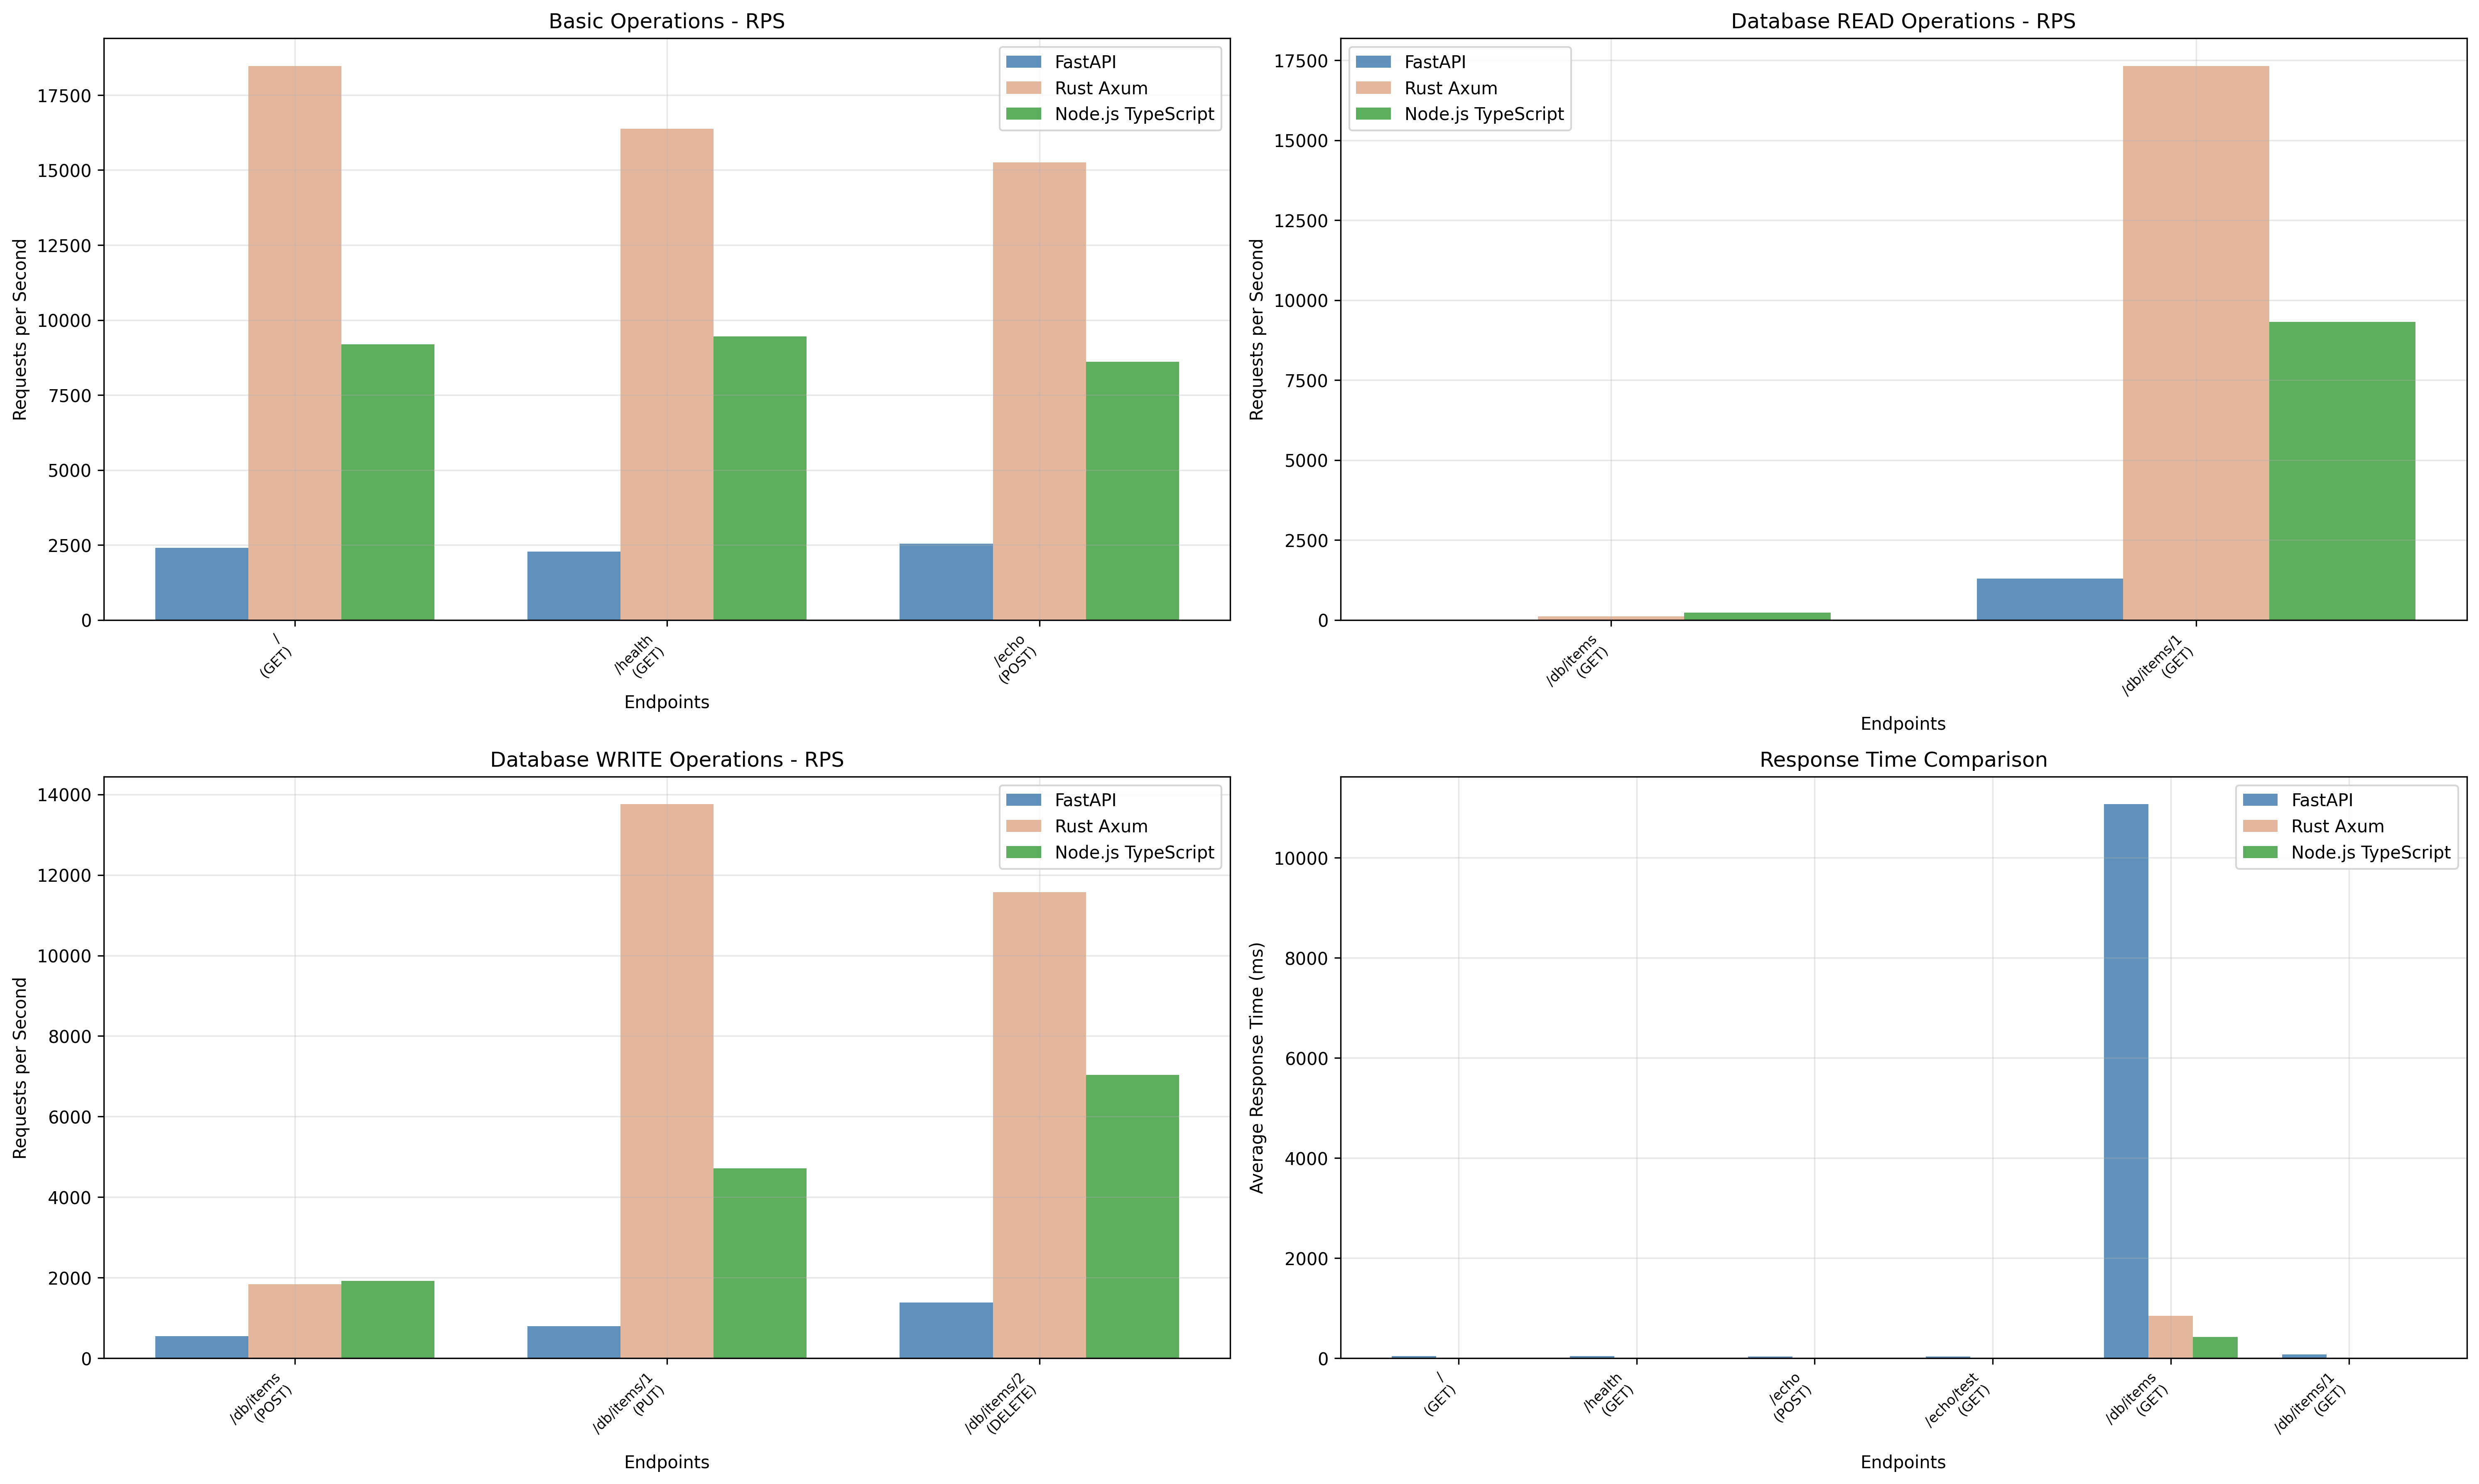 Basic Operations - RPS
Requests per Second
17500
15000
12500
10000
7500
5000
2500
0
FastAPI
Rust Axum
Node.js TypeScript
/
(GET)
/health
(GET)
/echo
(POST)
Endpoints
Database READ Operations - RPS
Requests per Second
17500
15000
12500
10000
7500
5000
2500
0
FastAPI
Rust Axum
Node.js TypeScript
/db/items
(GET)
/db/items/1
(GET)
Endpoints
Database WRITE Operations - RPS
Requests per Second
14000
12000
10000
8000
6000
4000
2000
0
FastAPI
Rust Axum
Node.js TypeScript
/db/items
(POST)
/db/items/1
(PUT)
/db/items/2
(DELETE)
Endpoints
Response Time Comparison
Average Response Time (ms)
10000
8000
6000
4000
2000
0
FastAPI
Rust Axum
Node.js TypeScript
/
(GET)
/health
(GET)
/echo
(POST)
/echo/test
(GET)
/db/items
(GET)
/db/items/1
(GET)
Endpoints